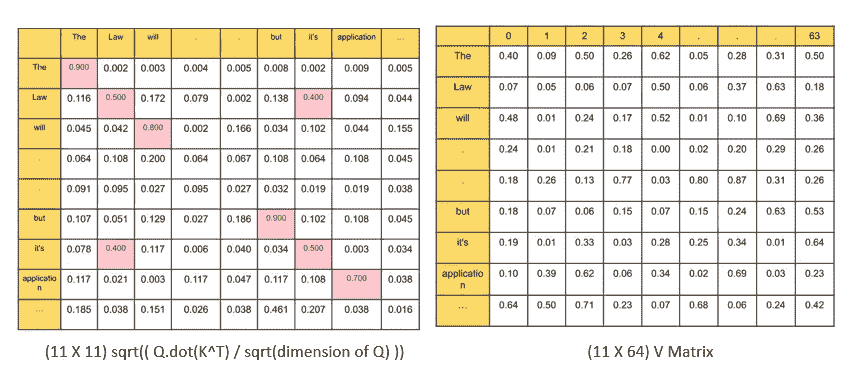 The Law will . . but it's application ...
The 0.900 0.002 0.003 0.004 0.005 0.008 0.002 0.009 0.005
Law 0.116 0.500 0.172 0.079 0.002 0.138 0.400 0.094 0.044
will 0.045 0.042 0.800 0.002 0.166 0.034 0.102 0.044 0.155
. 0.064 0.108 0.200 0.064 0.067 0.108 0.064 0.108 0.045
. 0.091 0.095 0.027 0.095 0.027 0.032 0.019 0.019 0.038
but 0.107 0.051 0.129 0.027 0.186 0.900 0.102 0.108 0.045
it's 0.078 0.400 0.117 0.006 0.040 0.034 0.500 0.003 0.034
application 0.117 0.021 0.003 0.117 0.047 0.117 0.108 0.700 0.038
... 0.185 0.038 0.151 0.026 0.038 0.461 0.207 0.038 0.016
(11 X 11) sqrt(( Q.dot(K^T) / sqrt(dimension of Q) ))
0 1 2 3 4 . . . 63
The 0.40 0.09 0.50 0.26 0.62 0.05 0.28 0.31 0.50
Law 0.07 0.05 0.06 0.07 0.50 0.06 0.37 0.63 0.18
will 0.48 0.01 0.24 0.17 0.52 0.01 0.10 0.69 0.36
. 0.24 0.01 0.21 0.18 0.00 0.02 0.20 0.29 0.26
. 0.18 0.26 0.13 0.77 0.03 0.80 0.87 0.31 0.26
but 0.18 0.07 0.06 0.15 0.07 0.15 0.24 0.63 0.53
it's 0.19 0.01 0.33 0.03 0.28 0.25 0.34 .01 0.64
applicatio
n 0.10 0.39 0.62 0.06 0.34 0.02 0.69 0.03 0.23
... 0.64 0.50 0.71 0.23 0.07 0.68 0.06 0.24 0.42
(11 X 64) V Matrix